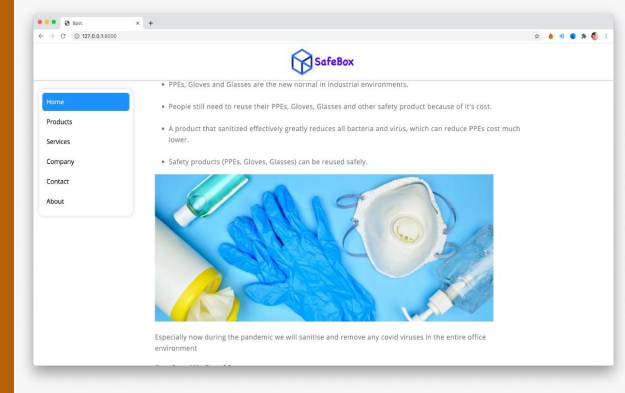 Spot
127.0.0.1:8000
SafeBox
Home
Products
Services
Company
Contact
About
PPEs, Gloves and Glasses are the new normal in Industrial environments.
People still need to reuse their PPEs, Gloves, Glasses and other safety product because of it's cost.
A product that sanitized effectively greatly reduces all bacteria and virus, which can reduce PPEs cost much
lower.
Safety products (PPEs, Gloves, Glasses) can be reused safely.
Especially now during the pandemic we will sanitise and remove any covid viruses in the entire office
environment